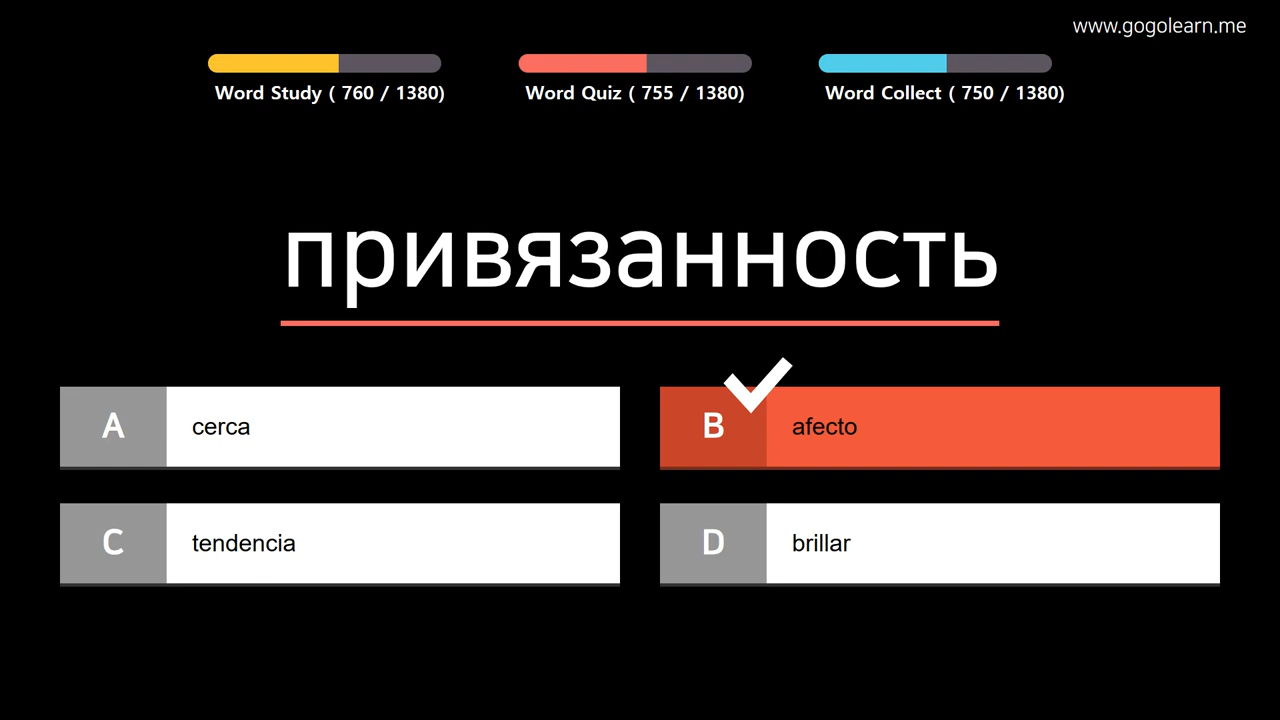 www.gogolearn.me
Word Study ( 760 / 1380)
Word Quiz ( 755 / 1380)
Word Collect ( 750 / 1380)
привязанность
A cerca
B afecto
C tendencia
D brillar